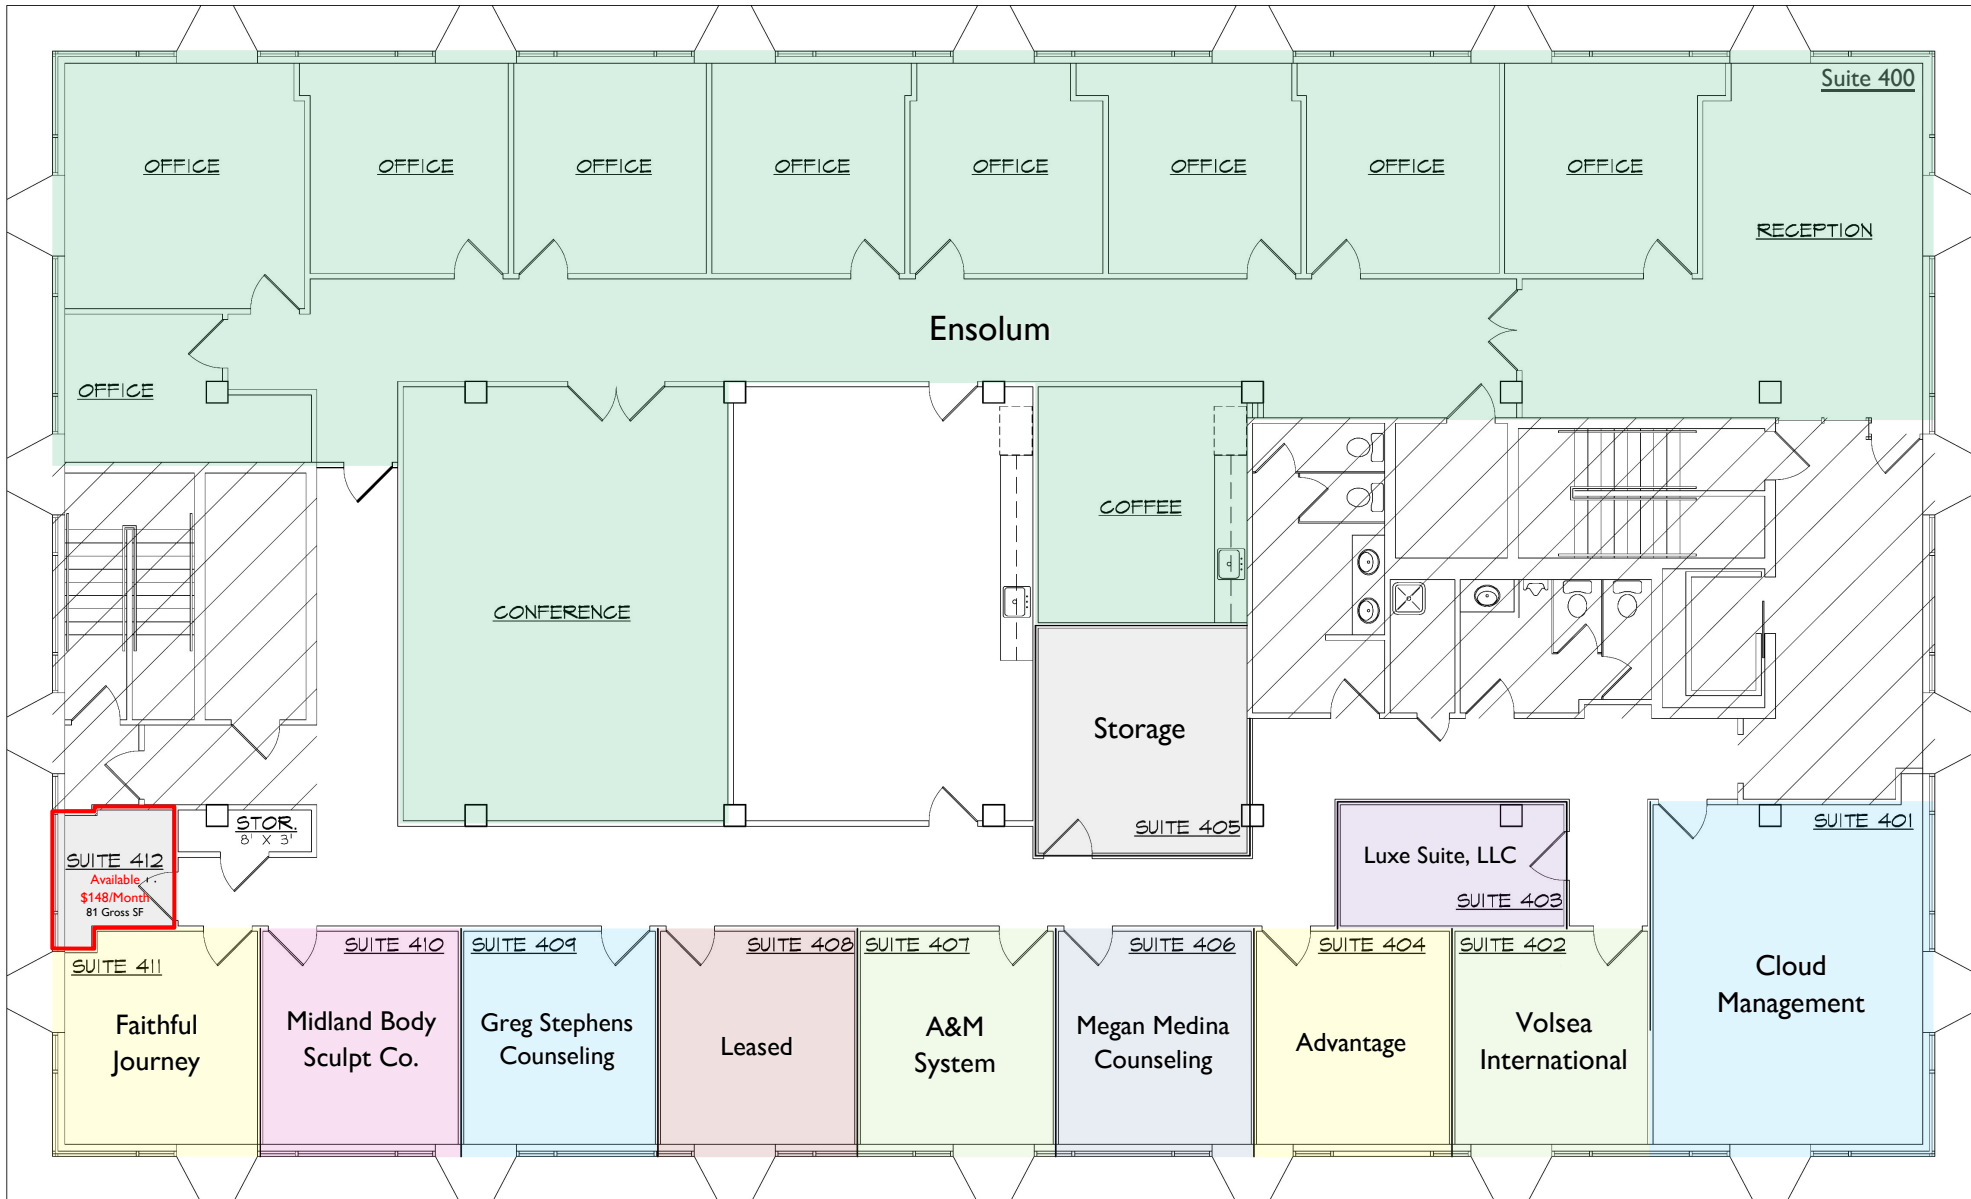 Suite 400
OFFICE
OFFICE
OFFICE
OFFICE
OFFICE
OFFICE
OFFICE
OFFICE
RECEPTION
Ensolum
OFFICE
COFFEE
CONFERENCE
Storage
SUITE 405
STOR.
8' X 3'
SUITE 412
Available
$148/Month
81 Gross SF
Luxe Suite, LLC
SUITE 403
SUITE 401
Cloud
Management
SUITE 411
Faithful
Journey
SUITE 410
Midland Body
Sculpt Co.
SUITE 409
Greg Stephens
Counseling
SUITE 408
Leased
SUITE 407
A&M
System
SUITE 406
Megan Medina
Counseling
SUITE 404
Advantage
SUITE 402
Volsea
International